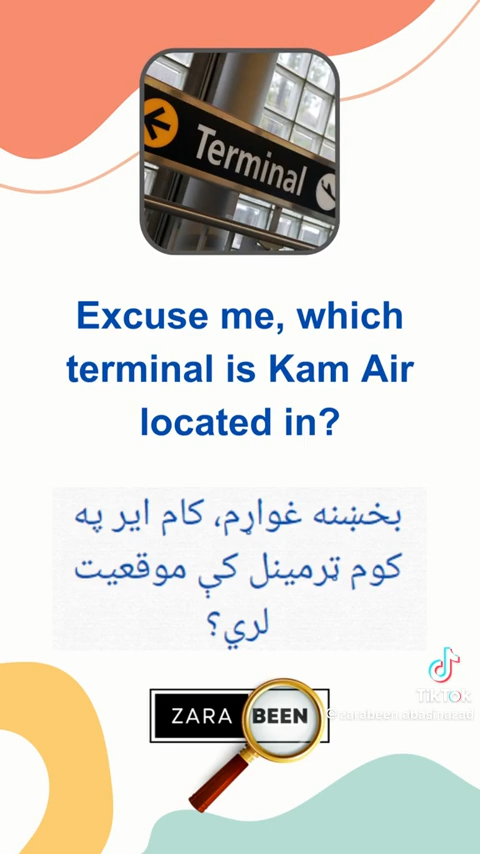 Terminal
Excuse me, which
terminal is Kam Air
located in?
بخښنه غواړم، کام ایر په
کوم ټرمینل کې موقعیت
لري؟
TikTok
ZARA BEEN